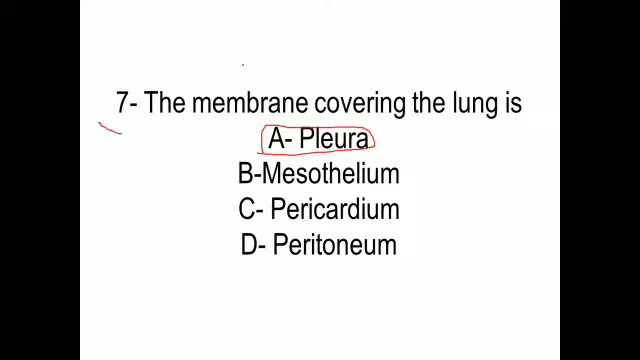 7- The membrane covering the lung is
A- Pleura
B-Mesothelium
C- Pericardium
D- Peritoneum